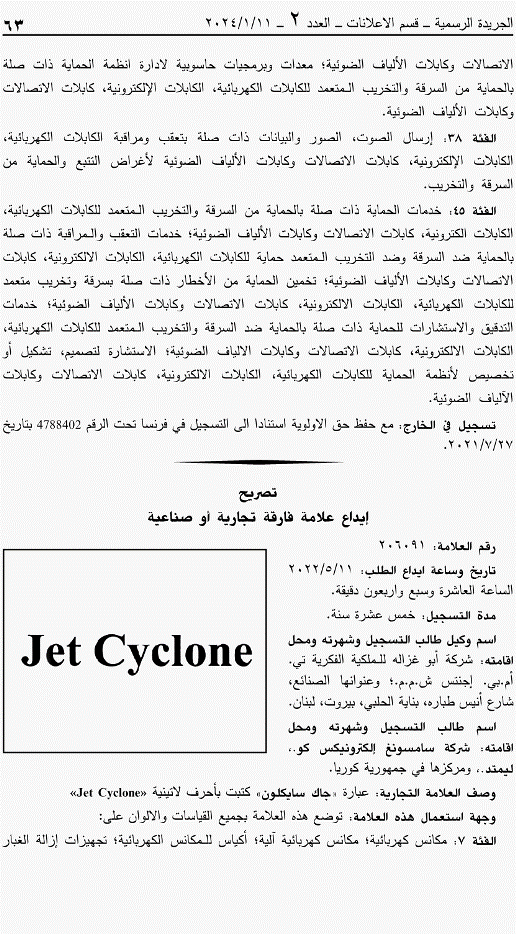 الجريدة الرسمية ــ قسم الاعلانات ــ العدد ٢ ــ ٢٠٢٤/١/١١
٦٣
الاتصالات وكابلات الألياف الضوئية؛ معدات وبرمجيات حاسوبية لادارة انظمة الحماية ذات صلة
بالحماية من السرقة والتخريب المتعمد للكابلات الكهربائية، الكابلات الإلكترونية، كابلات الاتصالات
وكابلات الألياف الضوئية.
الفئة ٣٨: إرسال الصوت، الصور والبيانات ذات صلة بتعقب ومراقبة الكابلات الكهربائية،
الكابلات الإلكترونية، كابلات الاتصالات وكابلات الألياف الضوئية لأغراض التتبع والحماية من
السرقة والتخريب.
الفئة ٤٥: خدمات الحماية ذات صلة بالحماية من السرقة والتخريب المتعمد للكابلات الكهربائية،
الكابلات الكترونية، كابلات الاتصالات وكابلات الألياف الضوئية؛ خدمات التعقب والمراقبة ذات صلة
بالحماية ضد السرقة وضد التخريب المتعمد حماية للكابلات الكهربائية، الكابلات الالكترونية، كابلات
الاتصالات وكابلات الألياف الضوئية؛ تخمين الحماية من الأخطار ذات صلة بسرقة وتخريب متعمد
للكابلات الكهربائية، الكابلات الالكترونية، كابلات الاتصالات وكابلات الألياف الضوئية؛ خدمات
التدقيق والاستشارات للحماية ذات صلة بالحماية ضد السرقة والتخريب المتعمد للكابلات الكهربائية،
الكابلات الالكترونية، كابلات الاتصالات وكابلات الالياف الضوئية؛ الاستشارة لتصميم، تشكيل أو
تخصيص لأنظمة الحماية للكابلات الكهربائية، الكابلات الالكترونية، كابلات الاتصالات وكابلات
الآلياف الضوئية.
تسجيل في الخارج: مع حفظ حق الاولوية استنادا الى التسجيل في فرنسا تحت الرقم 4788402 بتاريخ
٢٠٢١/٧/٢٧.
تصريح
إيداع علامة فارقة تجارية أو صناعية
رقم العلامة: ٢٠٦٠٩١
تاريخ وساعة ايداع الطلب: ٢٠٢٢/٥/١١
الساعة العاشرة وسبع واربعون دقيقة.
مدة التسجيل: خمس عشرة سنة.
اسم وكيل طالب التسجيل وشهرته ومحل
اقامته: شركة أبو غزاله للملكية الفكرية تي.
أم.بي. إجنتس ش.م.م.؛ وعنوانها الصنائع،
شارع أنيس طباره، بناية الحلبي، بيروت، لبنان.
اسم طالب التسجيل وشهرته ومحل
اقامته: شركة سامسونغ إلكترونيكس كو.،
ليمتد.، ومركزها في جمهورية كوريا.
Jet Cyclone
وصف العلامة التجارية: عبارة «جاك سايكلون» كتبت بأحرف لاتينية «Jet Cyclone»
وجهة استعمال هذه العلامة: توضع هذه العلامة بجميع القياسات والالوان على:
الفئة ٧: مكانس كهربائية؛ مكانس كهربائية آلية؛ أكياس للمكانس الكهربائية؛ تجهيزات إزالة الغبار